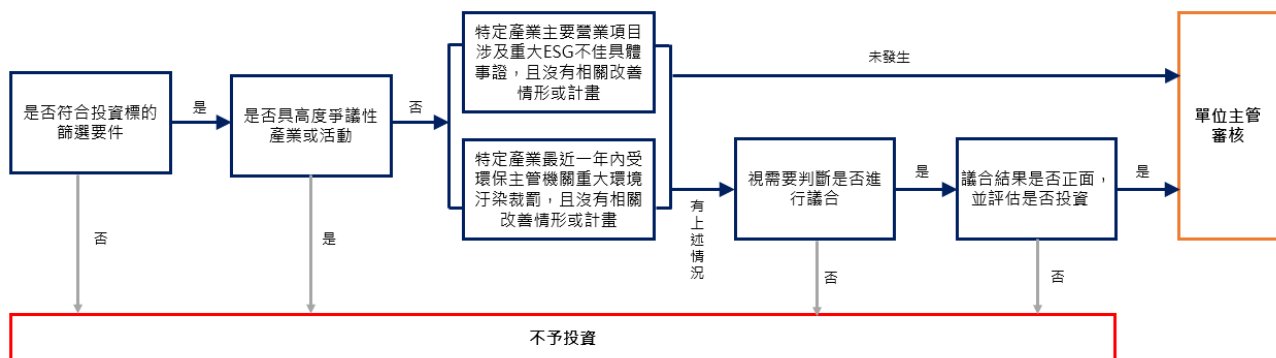 是否符合投資標的
篩選要件
是
是否具高度爭議性
產業或活動
否
特定產業主要營業項目
涉及重大ESG不佳具體
事證，且沒有相關改善
情形或計畫
特定產業最近一年內受
環保主管機關重大環境
汙染裁罰，且沒有相關
改善情形或計畫
未發生
有上述情況
視需要判斷是否進
行議合
是
議合結果是否正面，
並評估是否投資
是
單位主管
審核
否
是
否
否
不予投資